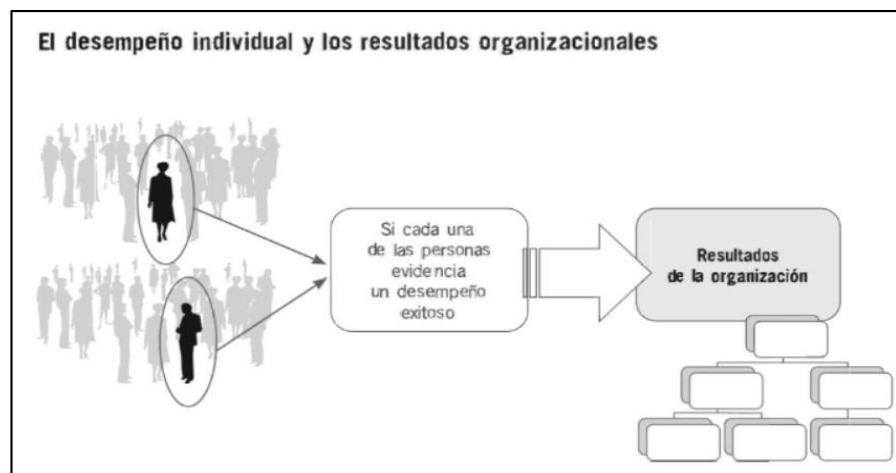 El desempeño individual y los resultados organizacionales
Si cada una
de las personas
evidencia
un desempeño
exitoso
Resultados
de la organización